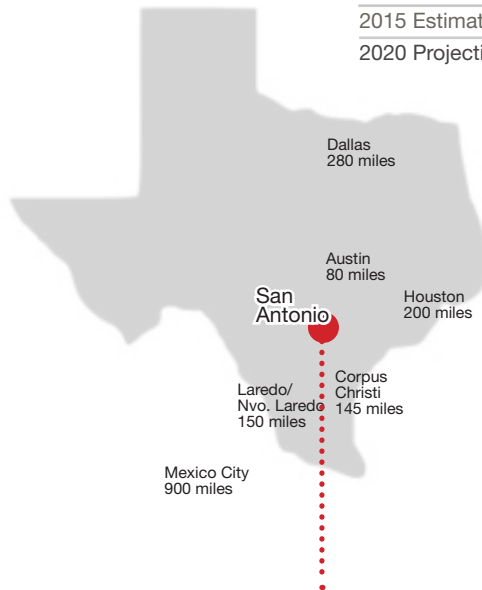 2015 Estimat
2020 Projecti
Dallas
280 miles
Austin
80 miles
San
Antonio
Houston
200 miles
Laredo/
Nvo. Laredo
150 miles
Corpus
Christi
145 miles
Mexico City
900 miles